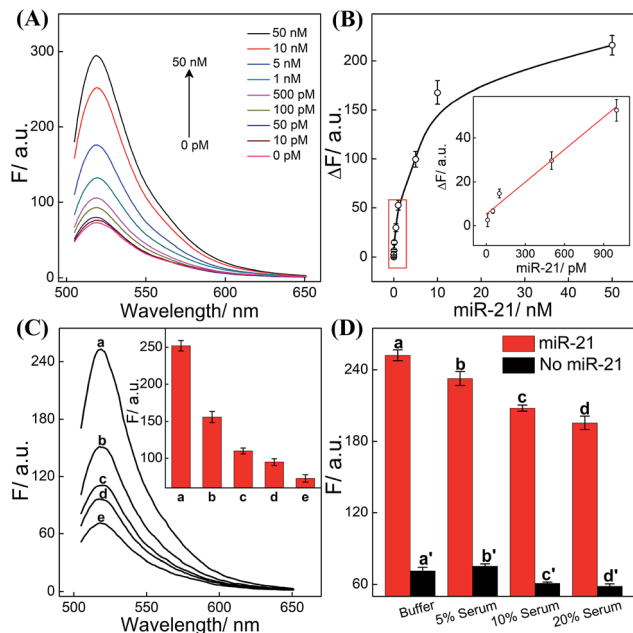 (A)
50 nM
10 nM
5 nM
1 nM
500 pM
100 pM
50 pM
10 pM
0 pM
50 nM
0 pM
300
200
100
0
F/ a.u.
500 550 600 650
Wavelength/ nm
(B)
240
200
150
100
50
0
ΔF/ a.u.
0 10 20 30 40 50
miR-21/ nM
60
40
20
0
ΔF/ a.u.
0 300 600 900
miR-21/ pM
(C)
a
b
c
d
e
240
180
120
60
0
F/ a.u.
500 550 600 650
Wavelength/ nm
250
200
150
100
F/ a.u.
a b c d e
(D)
miR-21
No miR-21
a
b
c
d
a'
b'
c'
d'
240
180
120
60
F/ a.u.
Buffer 5% Serum 10% Serum 20% Serum